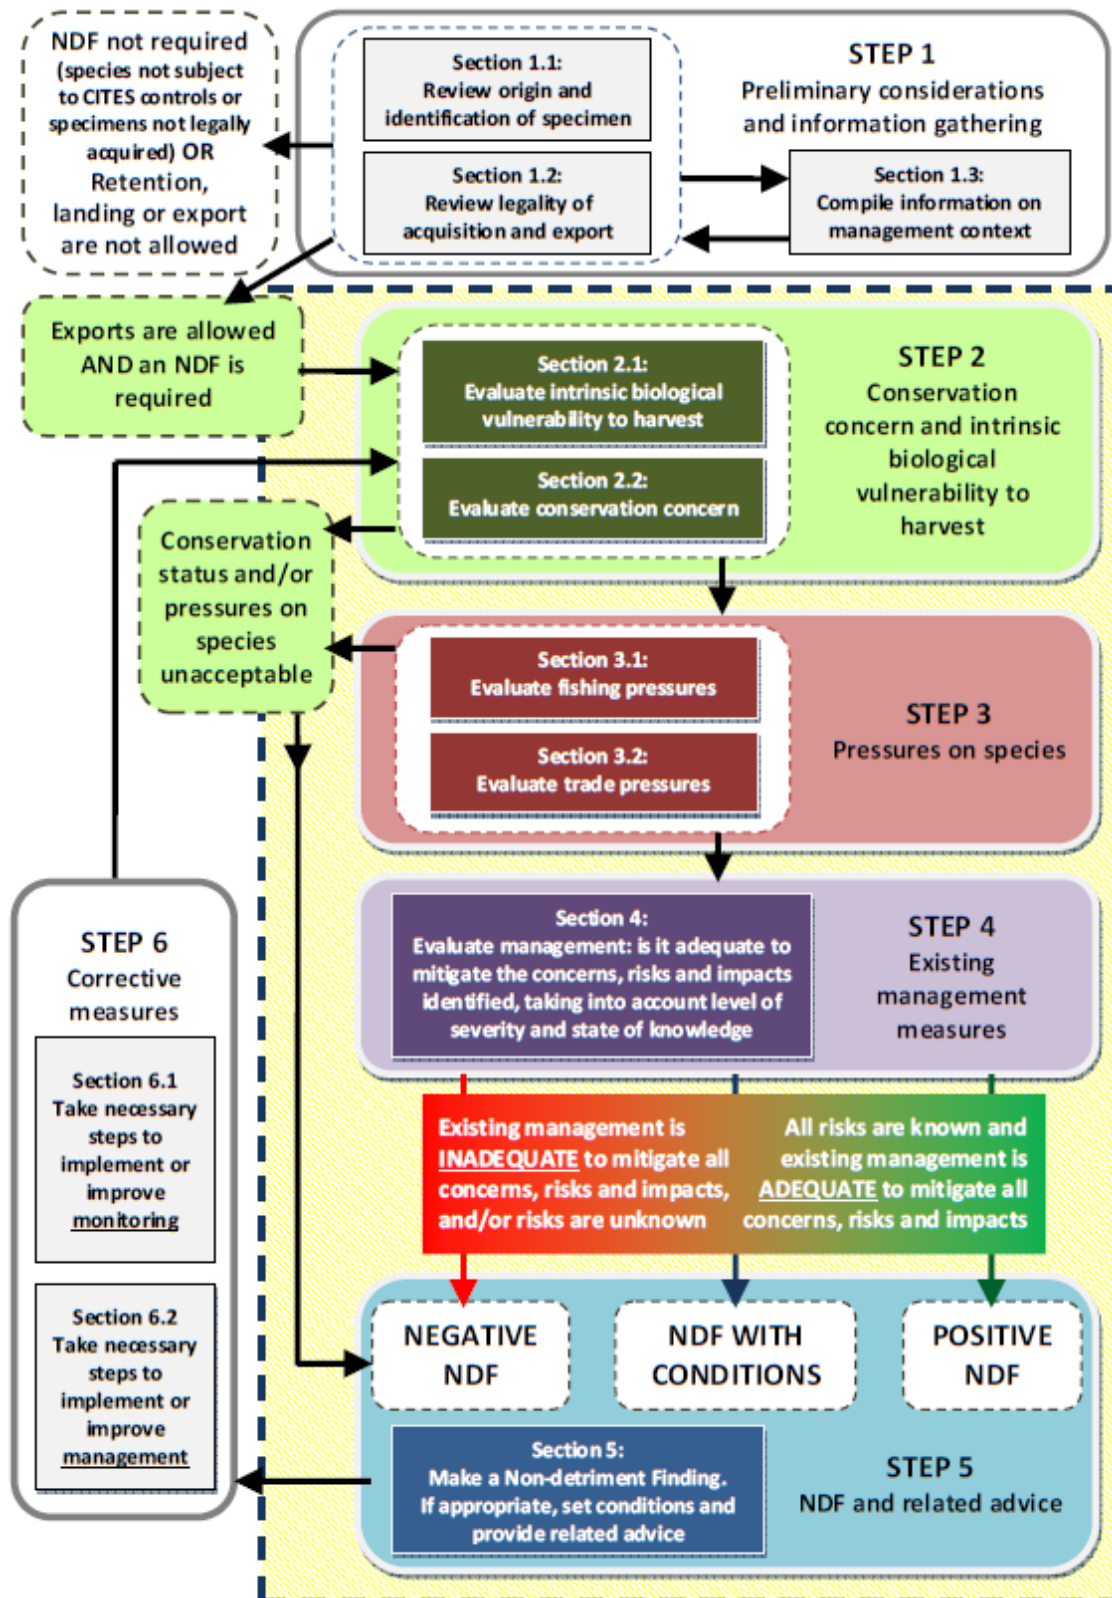 NDF not required
(species not subject
to CITES controls or
specimens not legally
acquired) OR
Retention,
landing or export
are not allowed
Section 1.1:
Review origin and
identification of specimen
Section 1.2:
Review legality of
acquisition and export
STEP 1
Preliminary considerations
and information gathering
Section 1.3:
Compile information on
management context
Exports are allowed
AND an NDF is
required
Section 2.1:
Evaluate intrinsic biological
vulnerability to harvest
Section 2.2:
Evaluate conservation concern
STEP 2
Conservation
concern and intrinsic
biological
vulnerability to
harvest
Conservation
status and/or
pressures on
species
unacceptable
Section 3.1:
Evaluate fishing pressures
Section 3.2:
Evaluate trade pressures
STEP 3
Pressures on species
Section 4:
Evaluate management: is it adequate to
mitigate the concerns, risks and impacts
identified, taking into account level of
severity and state of knowledge
STEP 4
Existing
management
measures
Existing management is
INADEQUATE to mitigate all
concerns, risks and impacts,
and/or risks are unknown
All risks are known and
existing management is
ADEQUATE to mitigate all
concerns, risks and impacts
NEGATIVE
NDF
NDF WITH
CONDITIONS
POSITIVE
NDF
Section 5:
Make a Non-detriment Finding.
If appropriate, set conditions and
provide related advice
STEP 5
NDF and related advice
STEP 6
Corrective
measures
Section 6.1
Take necessary
steps to
implement or
improve
monitoring
Section 6.2
Take necessary
steps to
implement or
improve
management